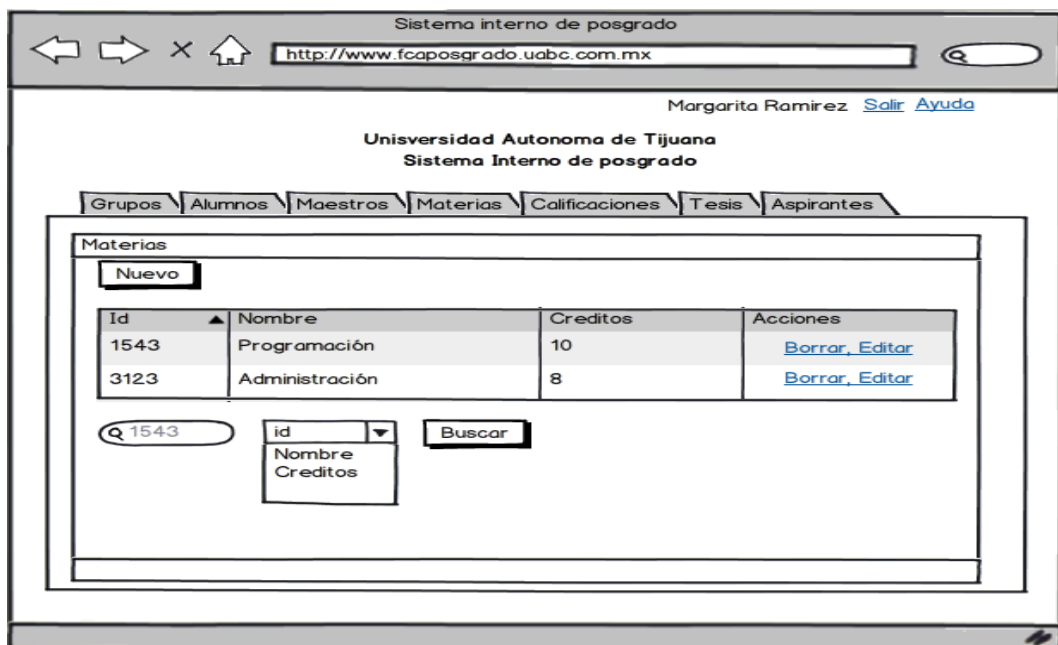 Sistema interno de posgrado
http://www.fcaposgrado.uabc.com.mx
Margarita Ramirez Salir Ayuda
Unisversidad Autonoma de Tijuana
Sistema Interno de posgrado
Grupos Alumnos Maestros Materias Calificaciones Tesis Aspirantes
Materias
Nuevo
Id Nombre Creditos Acciones
1543 Programación 10 Borrar, Editar
3123 Administración 8 Borrar, Editar
1543 id Buscar
Nombre
Creditos